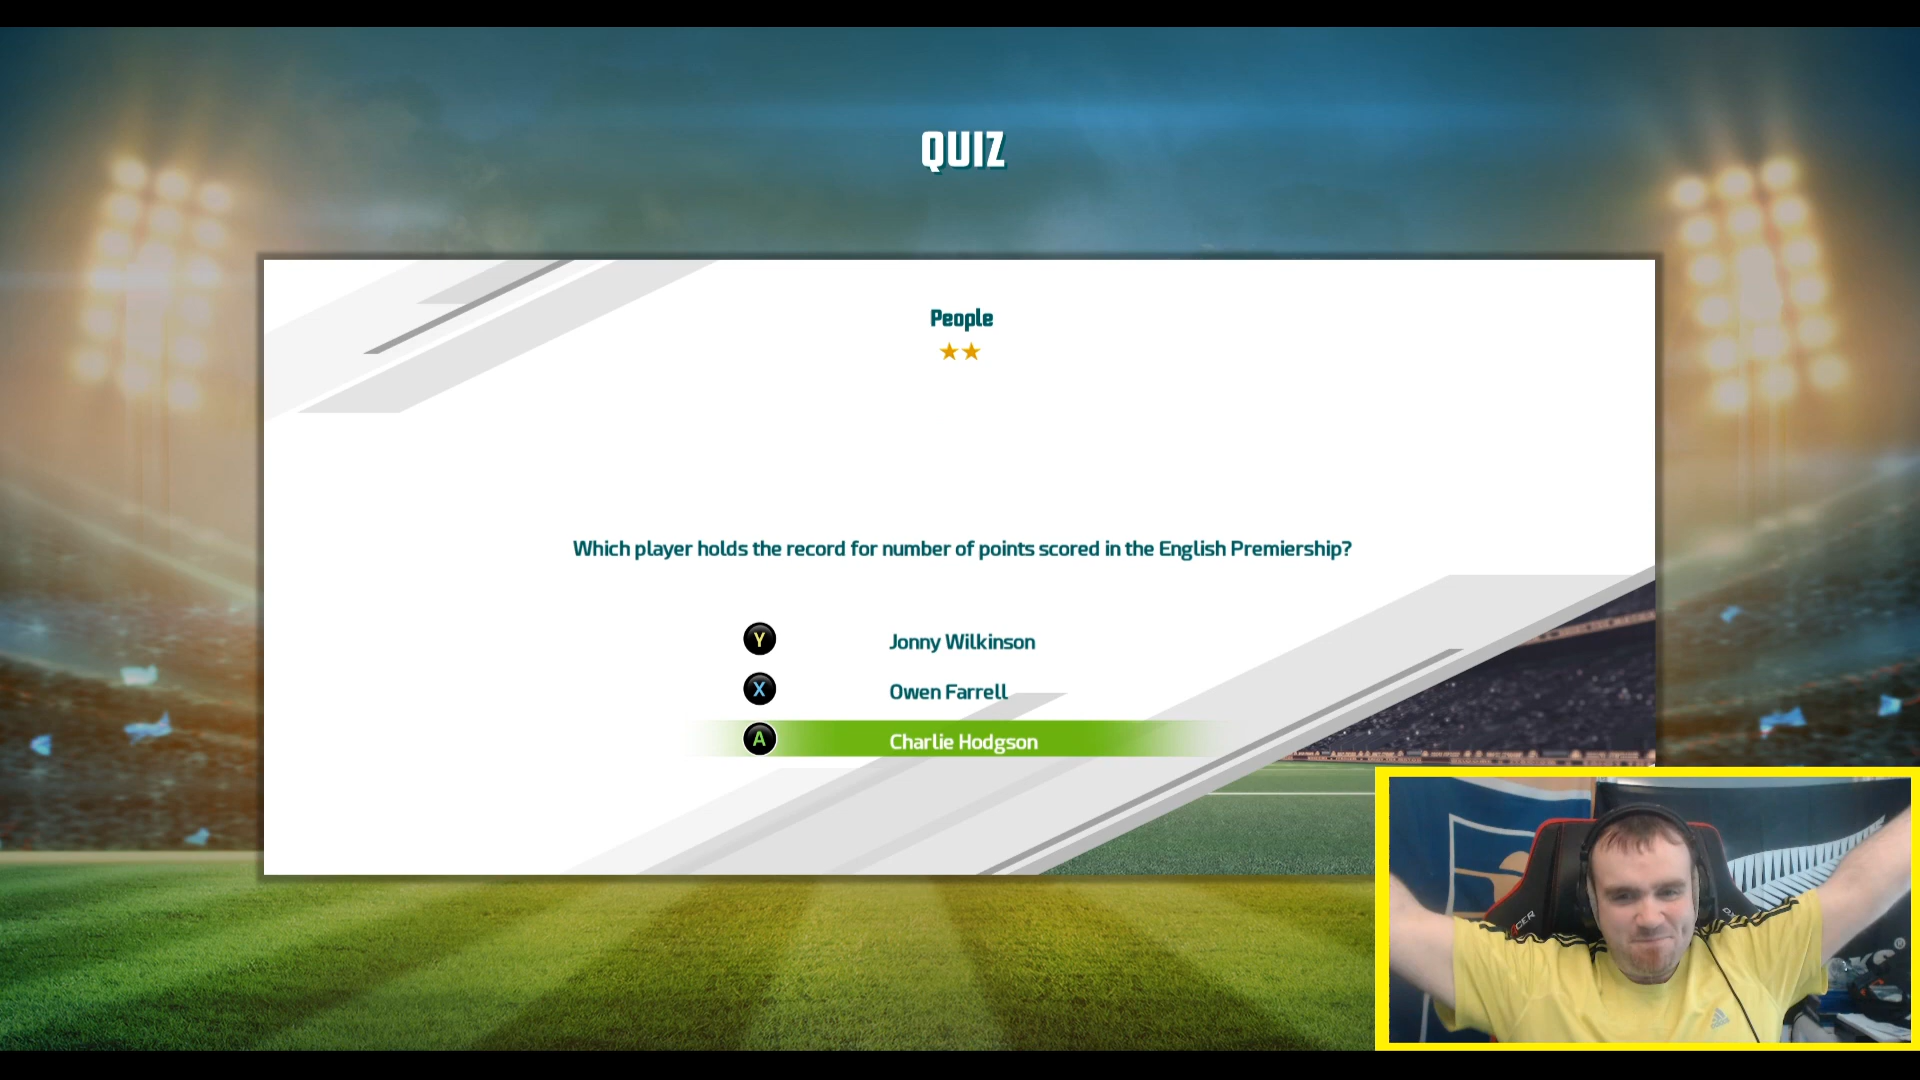 QUIZ
People
Which player holds the record for number of points scored in the English Premiership?
Y Jonny Wilkinson
X Owen Farrell
A Charlie Hodgson